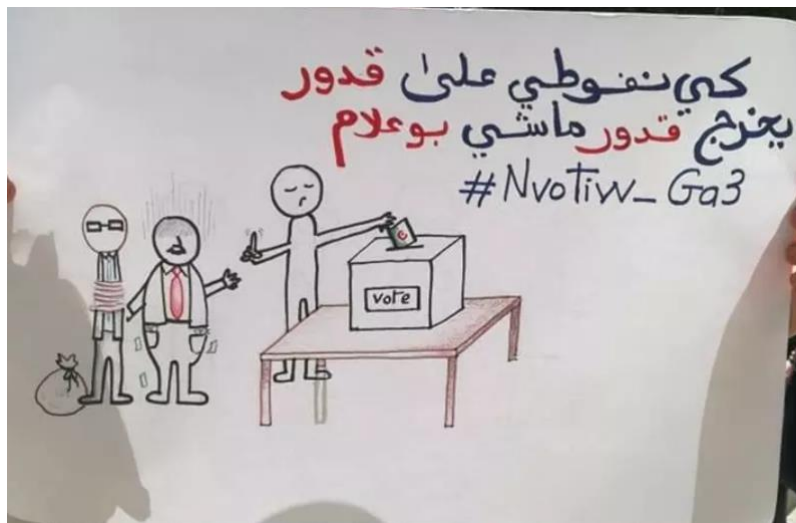 كي نفوطي على قدور
يخرج قدور ماشي بوعلام
#Nvotiw_Ga3
vote